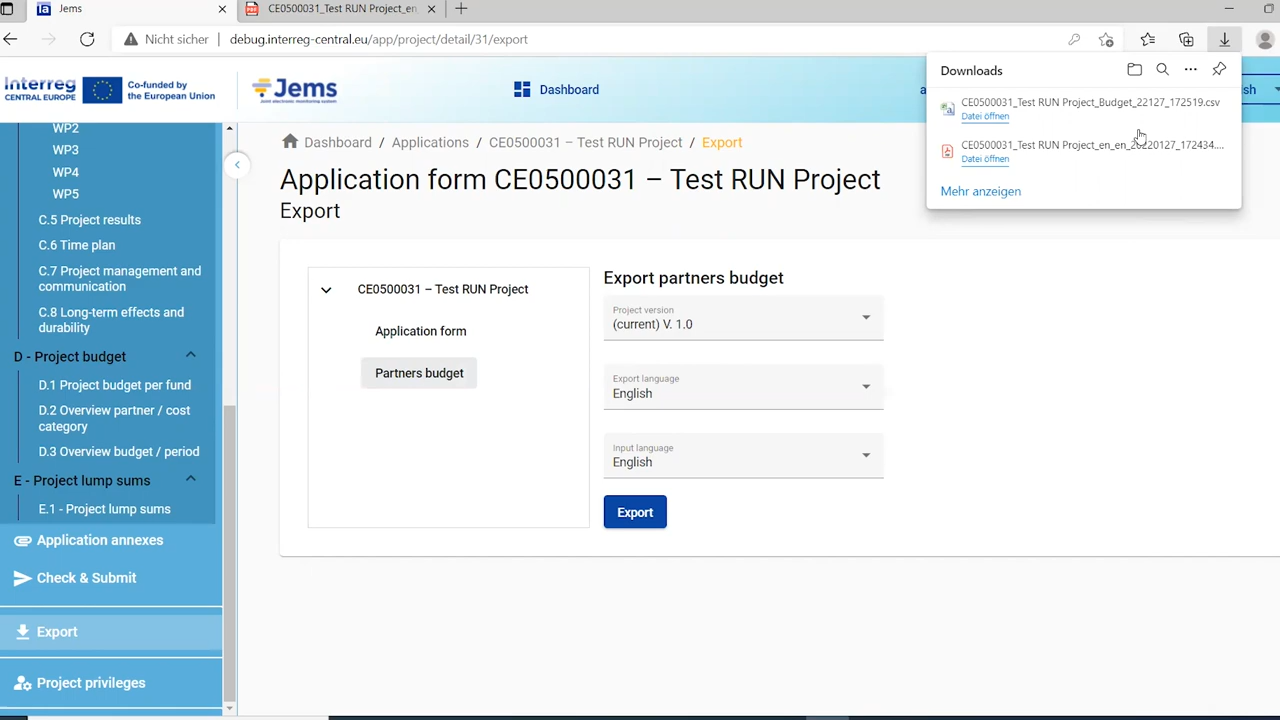 Jems
CE0500031_Test RUN Project_en
Nicht sicher
debug.interreg-central.eu/app/project/detail/31/export
Interreg
CENTRAL EUROPE
Co-funded by
the European Union
Jems
Joint electronic monitoring system
Dashboard
Downloads
CE0500031_Test RUN Project_Budget_22127_172519.csv
Datei öffnen
CE0500031_Test RUN Project_en_en_20220127_172434....
Datei öffnen
Mehr anzeigen
WP2
WP3
WP4
WP5
C.5 Project results
C.6 Time plan
C.7 Project management and
communication
C.8 Long-term effects and
durability
D - Project budget
D.1 Project budget per fund
D.2 Overview partner / cost
category
D.3 Overview budget / period
E - Project lump sums
E.1 - Project lump sums
Application annexes
Check & Submit
Export
Project privileges
Dashboard / Applications / CE0500031 – Test RUN Project / Export
Application form CE0500031 – Test RUN Project
Export
CE0500031 – Test RUN Project
Application form
Partners budget
Export partners budget
Project version
(current) V. 1.0
Export language
English
Input language
English
Export